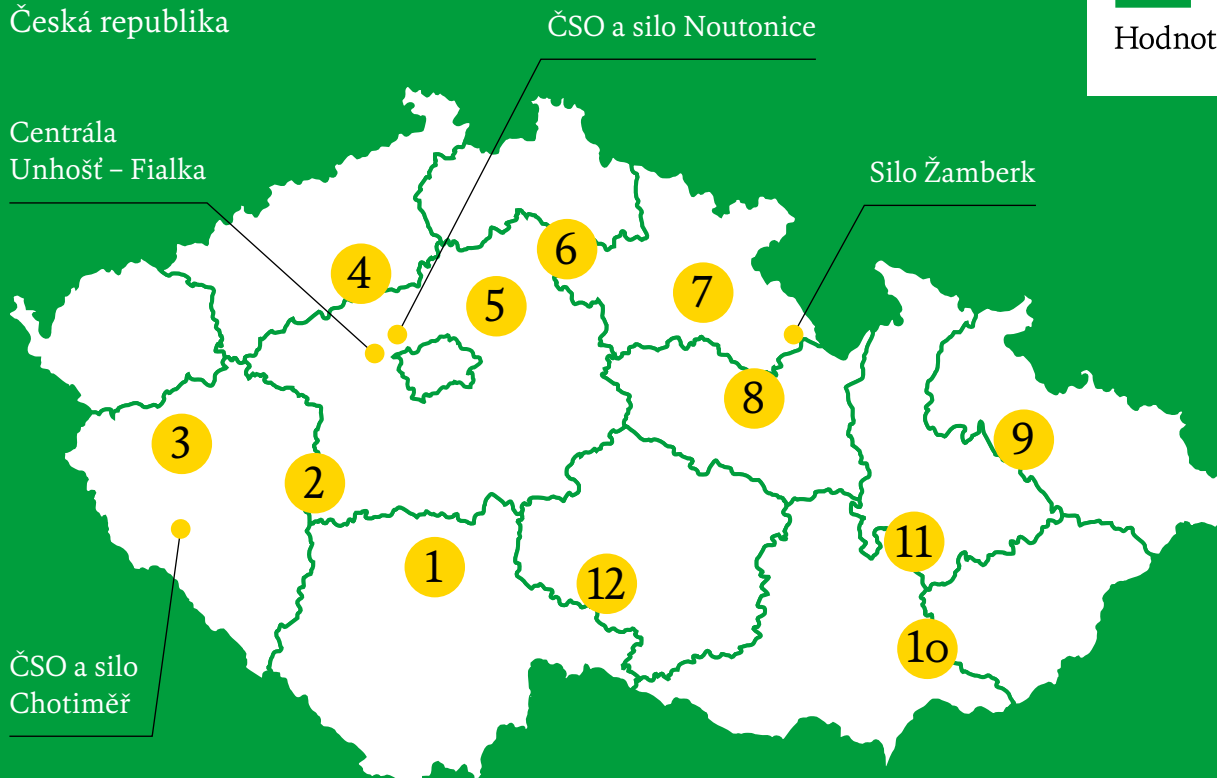 Česká republika
ČSO a silo Noutonice
Hodnot
Centrála
Unhošť – Fialka
Silo Žamberk
4
6
5
7
8
3
2
9
1
11
12
10
ČSO a silo
Chotiměř